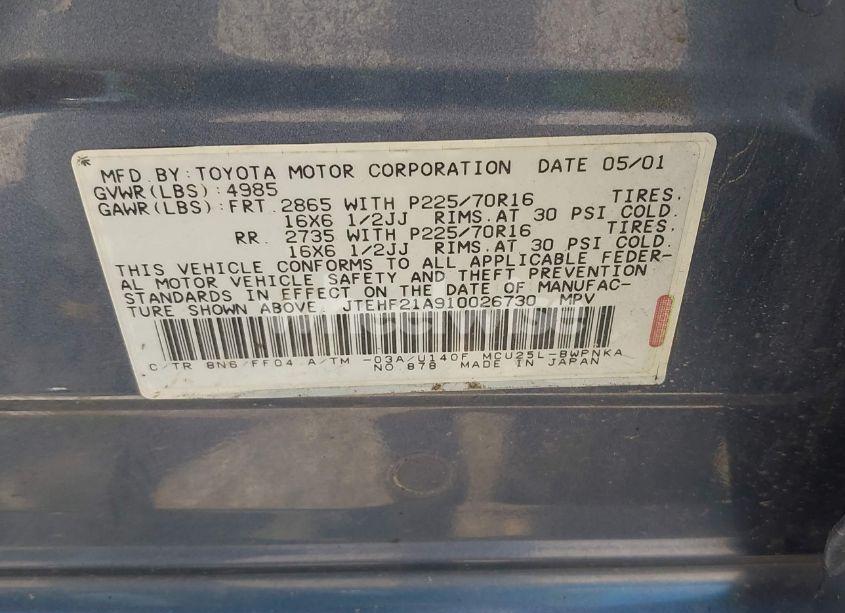 MFD.BY:TOYOTA MOTOR CORPORATION DATE 05/01
GVWR(LBS):4985
GAWR(LBS):FRT.2865 WITH P225/70R16 TIRES,
16X6 1/2JJ RIMS.AT 30 PSI COLD.
RR. 2735 WITH P225/70R16 TIRES,
16X6 1/2JJ RIMS.AT 30 PSI COLD.
THIS VEHICLE CONFORMS TO ALL APPLICABLE FEDER-
AL MOTOR VEHICLE SAFETY AND THEFT PREVENTION
STANDARDS IN EFFECT ON THE DATE OF MANUFAC-
TURE SHOWN ABOVE. JTEHF21A910026730 MPV
C/TR 8N6/FF04 A/TM -03A/U140F MCU25L-BWPNKA
NO.878 MADE IN JAPAN